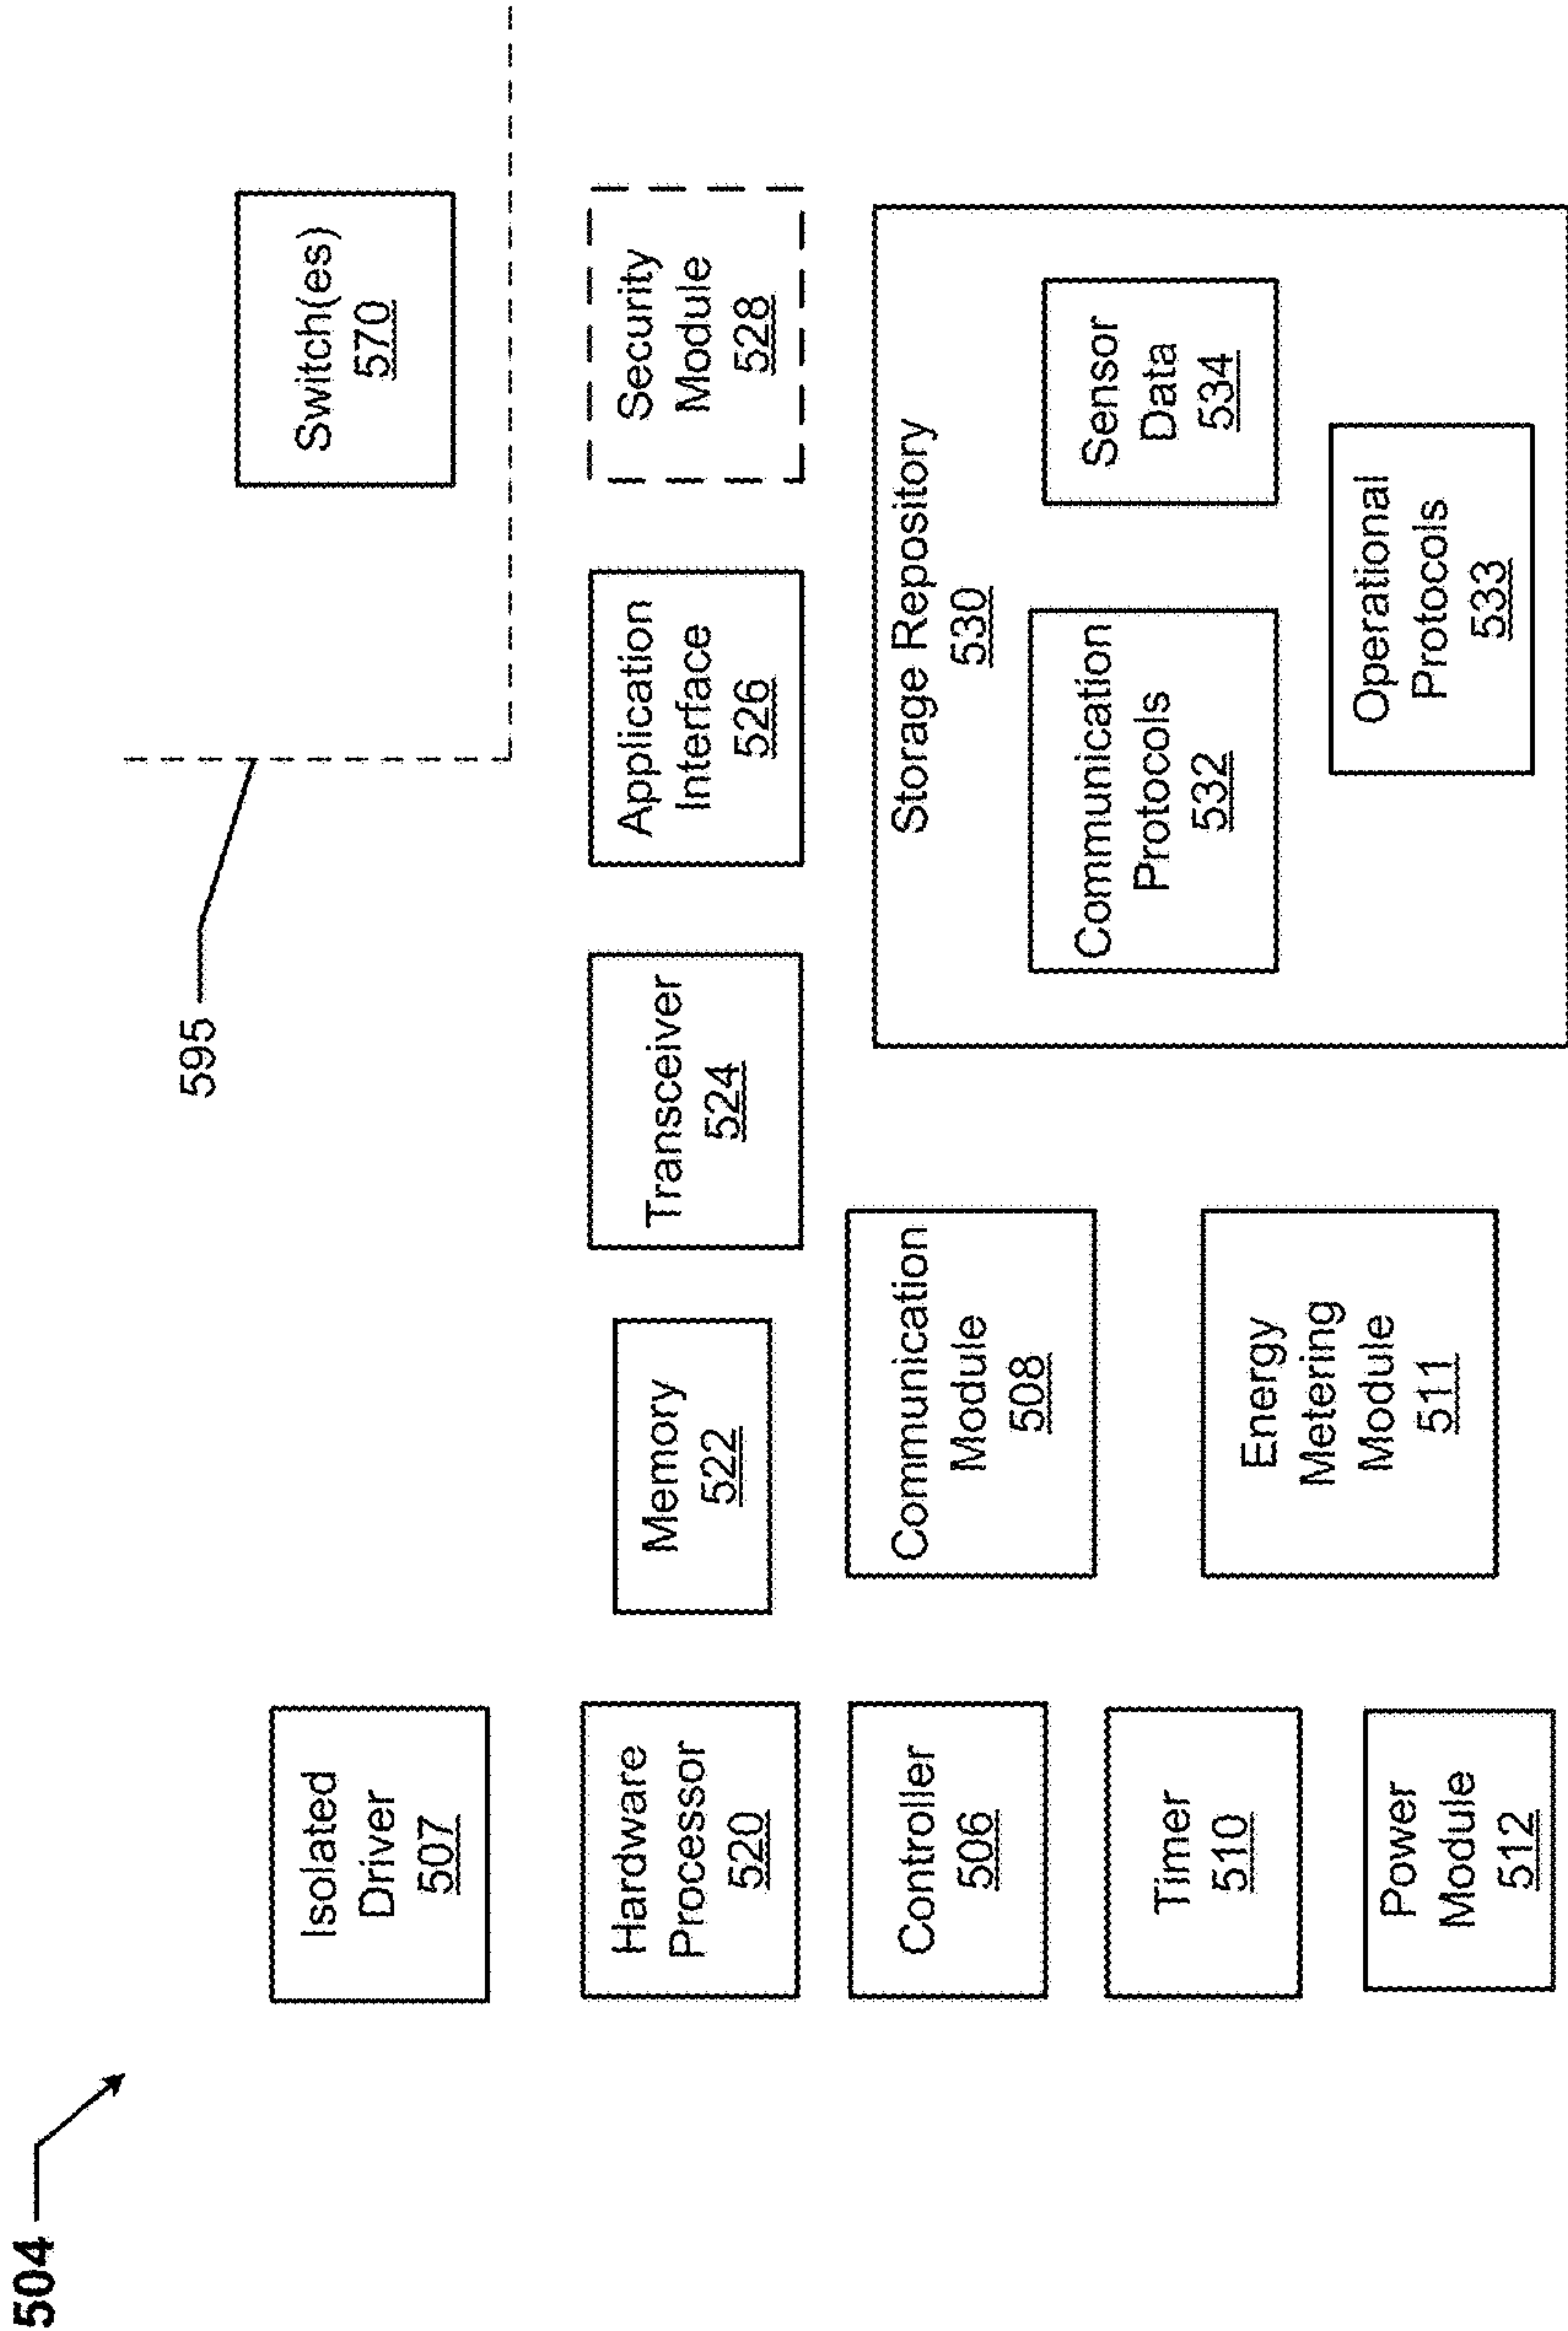 504
595
Isolated
Driver
507
Switch(es)
570
Hardware
Processor
520
Memory
522
Transceiver
524
Application
Interface
526
Security
Module
528
Controller
506
Communication
Module
508
Storage Repository
530
Communication
Protocols
532
Sensor
Data
534
Timer
510
Energy
Metering
Module
511
Operational
Protocols
533
Power
Module
512